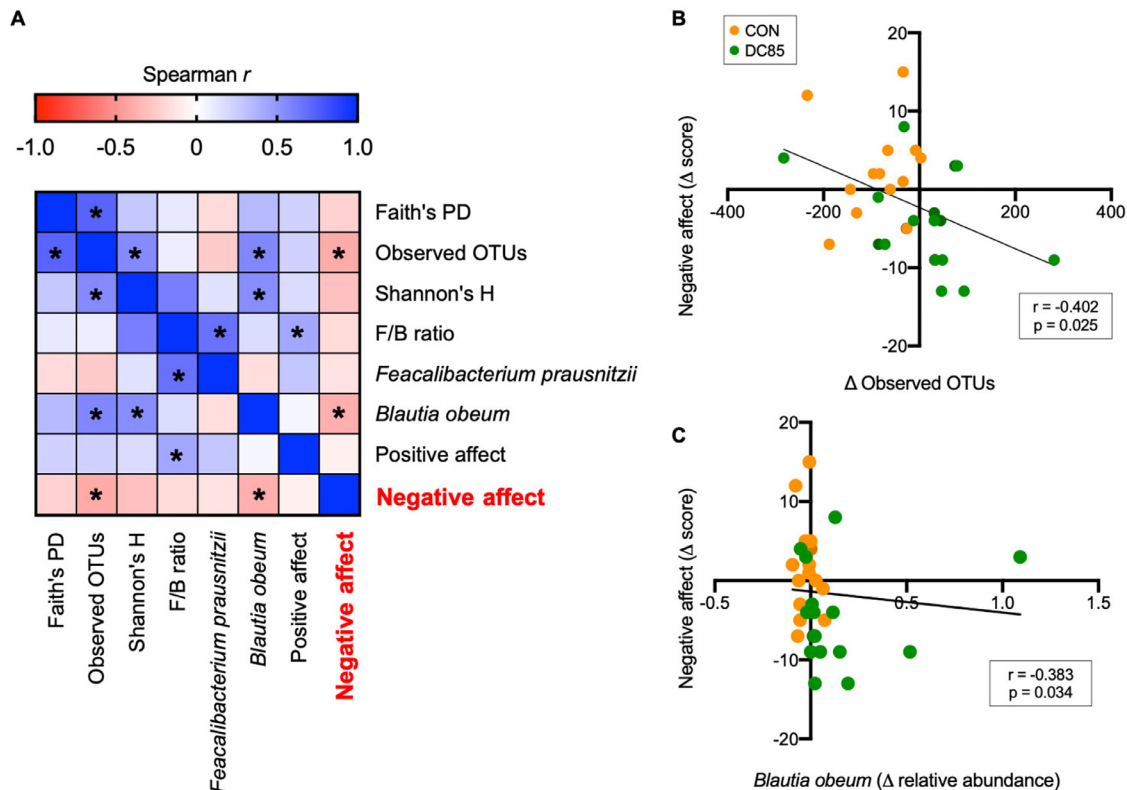 A
Spearman r
-1.0 -0.5 0 0.5 1.0
* Faith's PD
* * * * Observed OTUs
* * Shannon's H
* * F/B ratio
* Feacalibacterium prausnitzii
* * * Blautia obeum
* Positive affect
* * Negative affect
Faith's PD
Observed OTUs
Shannon's H
F/B ratio
Feacalibacterium prausnitzii
Blautia obeum
Positive affect
Negative affect
B
CON
DC85
Negative affect (Δ score)
20
10
-10
-20
-400 -200 200 400
r = -0.402
p = 0.025
Δ Observed OTUs
C
Negative affect (Δ score)
20
10
-10
-20
-0.5 0.5 1.0 1.5
r = -0.383
p = 0.034
Blautia obeum (Δ relative abundance)